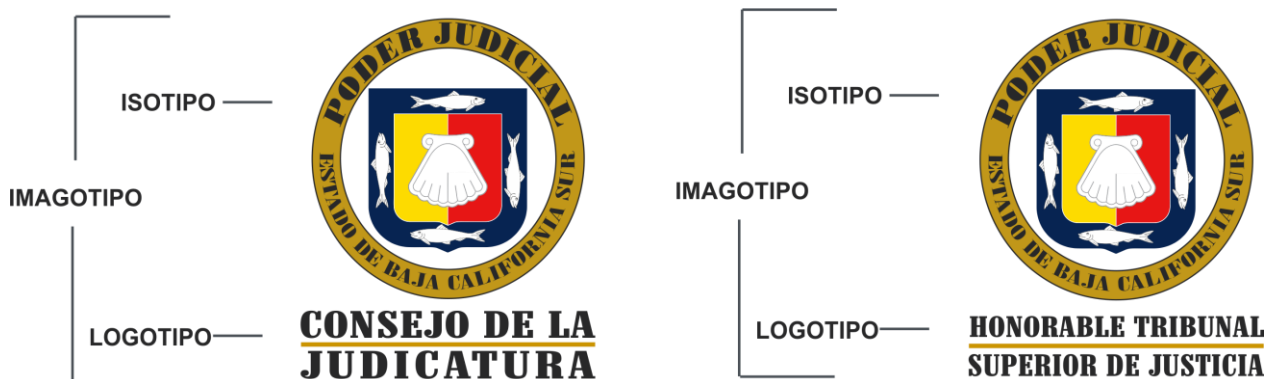 PODER JUDICIAL
ISOTIPO
IMAGOTIPO
ESTADO DE BAJA CALIFORNIA SUR
LOGOTIPO
CONSEJO DE LA
JUDICATURA
PODER JUDICIAL
ISOTIPO
IMAGOTIPO
ESTADO DE BAJA CALIFORNIA SUR
LOGOTIPO
HONORABLE TRIBUNAL
SUPERIOR DE JUSTICIA